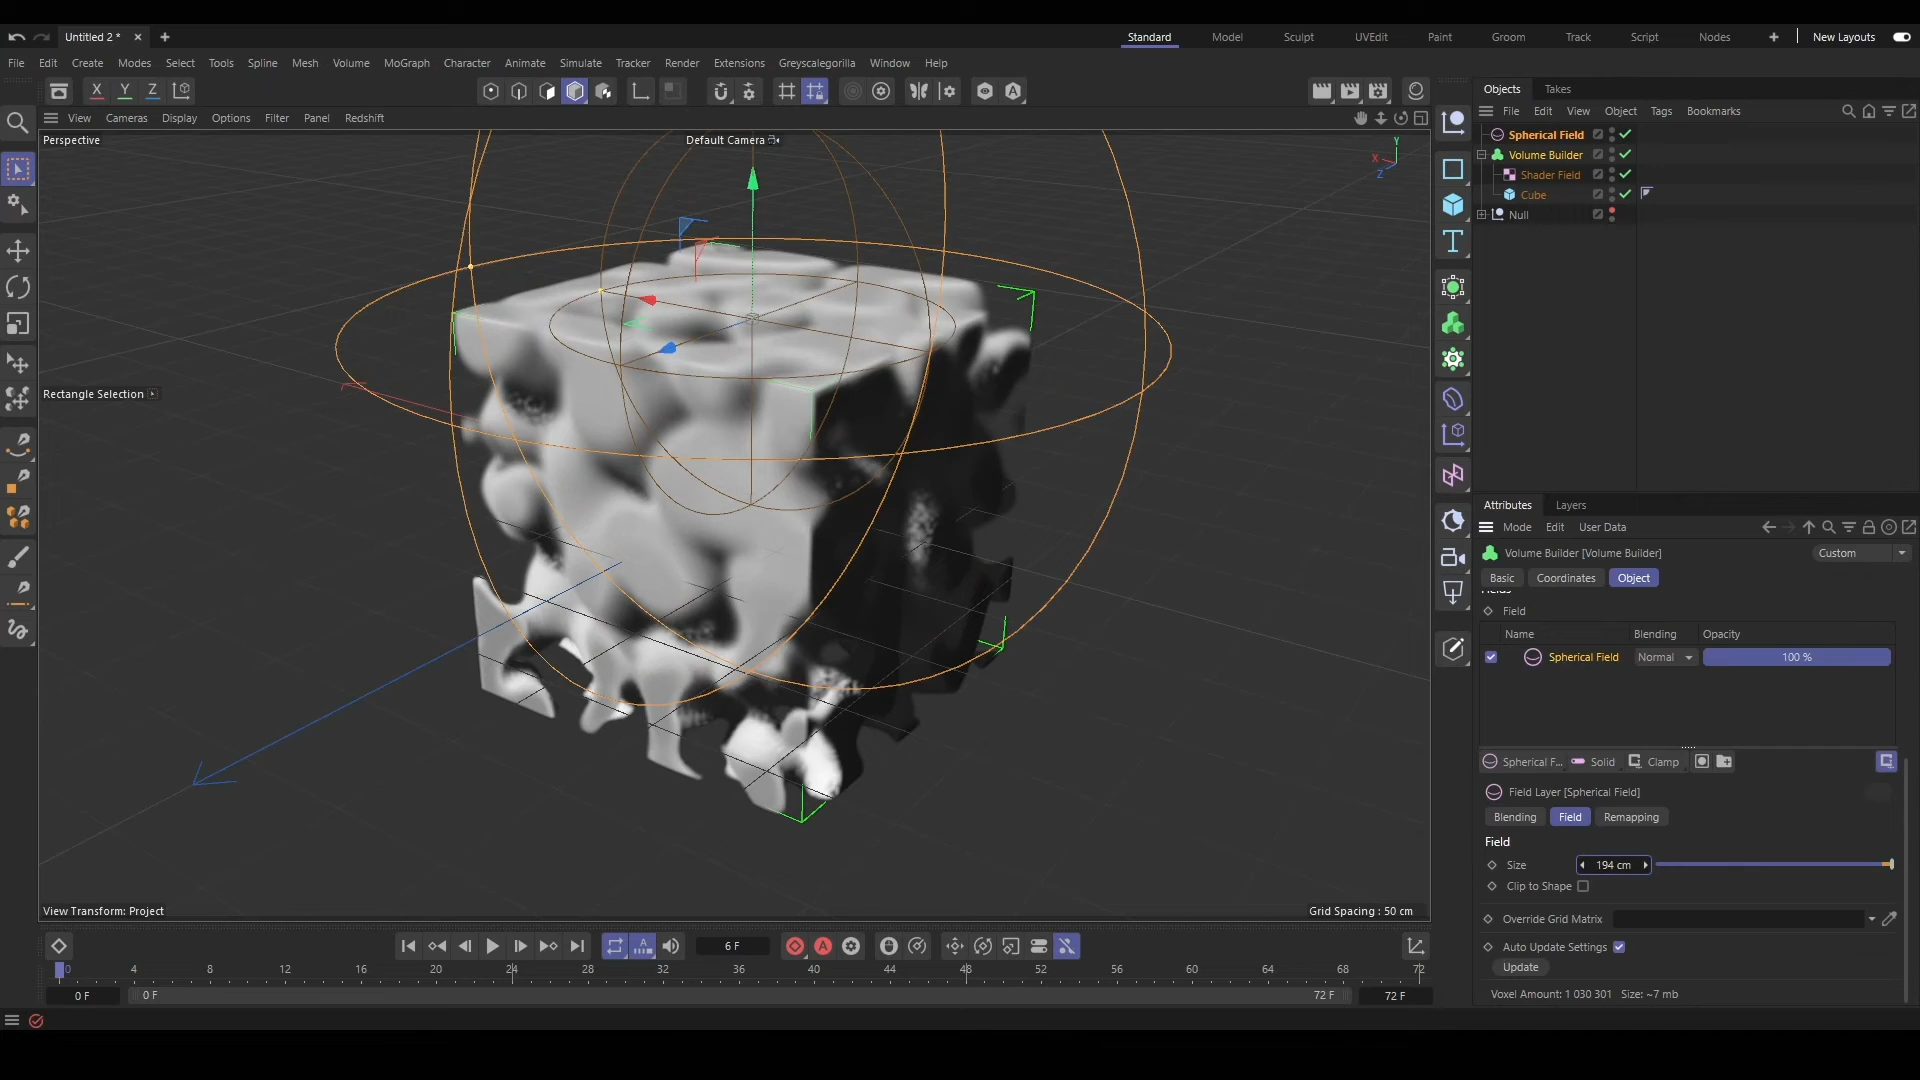 Untitled 2 *
Standard Model Sculpt UVEdit Paint Groom Track Script Nodes New Layouts
File Edit Create Modes Select Tools Spline Mesh Volume MoGraph Character Animate Simulate Tracker Render Extensions Greyscalegorilla Window Help
X Y Z
Objects Takes
View Cameras Display Options Filter Panel Redshift
File Edit View Object Tags Bookmarks
Perspective
Default Camera
Y
X
Z
Spherical Field
Volume Builder
Shader Field
Cube
Null
Rectangle Selection
Attributes Layers
Mode Edit User Data
Volume Builder [Volume Builder]
Custom
Basic Coordinates Object
Field
Name Blending Opacity
Spherical Field Normal 100 %
Spherical F... Solid Clamp
Field Layer [Spherical Field]
Blending Field Remapping
Field
Size 194 cm
Clip to Shape
Override Grid Matrix
Auto Update Settings
Update
Voxel Amount: 1 030 301 Size: ~7 mb
View Transform: Project
Grid Spacing : 50 cm
6 F
0 4 8 12 16 20 24 28 32 36 40 44 48 52 56 60 64 68 72
0 F 0 F 72 F 72 F